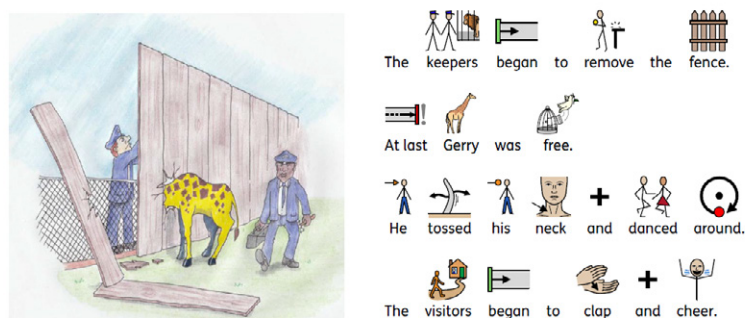 The keepers began to remove the fence.
At last Gerry was free.
He tossed his neck and danced around.
The visitors began to clap and cheer.